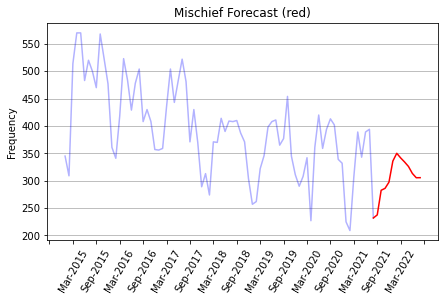 Mischief Forecast (red)
550
500
450
400
350
300
250
200
Frequency
Mar-2015
Sep-2015
Mar-2016
Sep-2016
Mar-2017
Sep-2017
Mar-2018
Sep-2018
Mar-2019
Sep-2019
Mar-2020
Sep-2020
Mar-2021
Sep-2021
Mar-2022